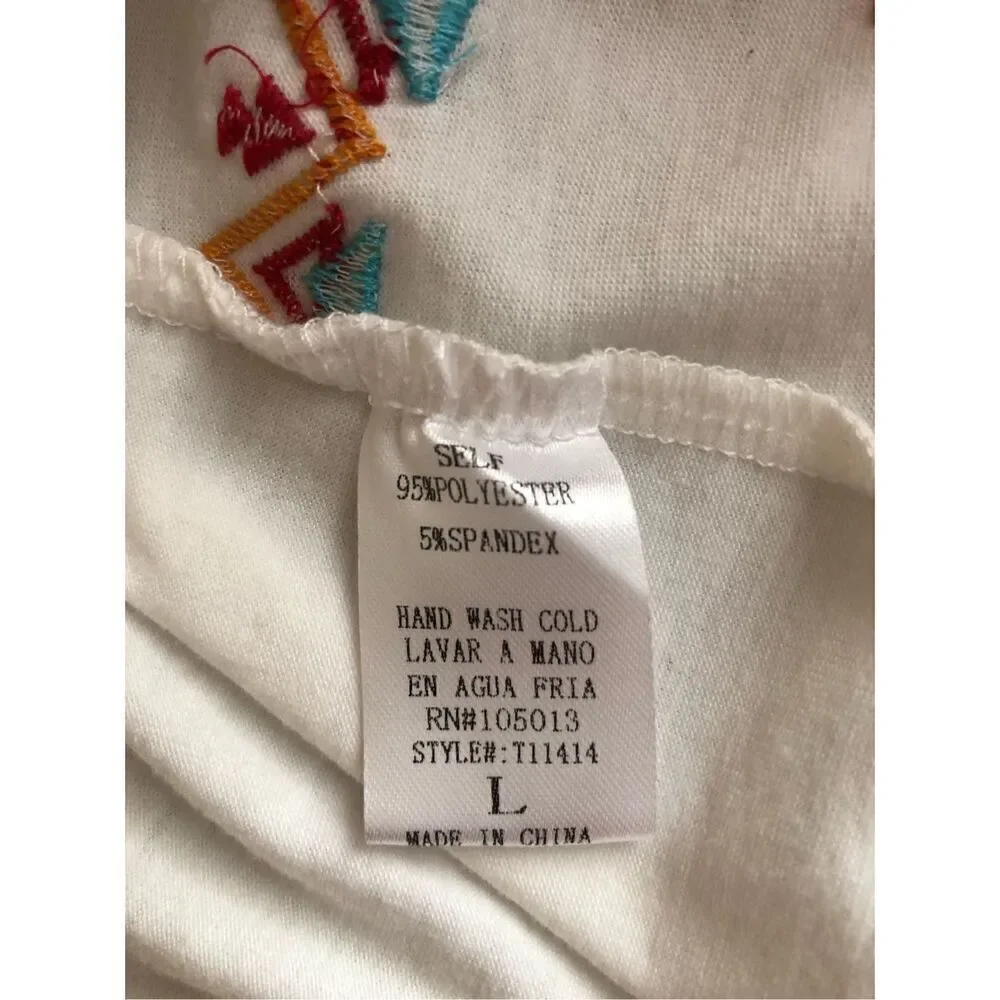 SELF
95%POLYESTER
5%SPANDEX
HAND WASH COLD
LAVAR A MANO
EN AGUA FRIA
RN#105013
STYLE#:T11414
L
MADE IN CHINA